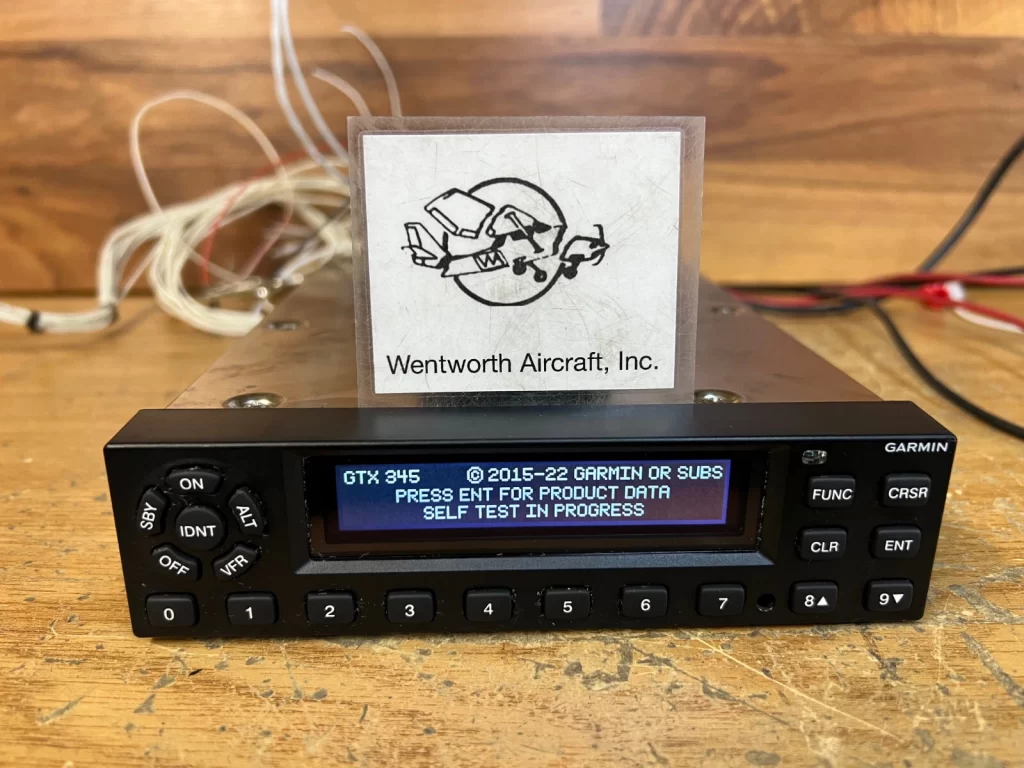 Wentworth Aircraft, Inc.
GARMIN
GTX 345 © 2015-22 GARMIN OR SUBS
PRESS ENT FOR PRODUCT DATA
SELF TEST IN PROGRESS
ON
SBY
ALT
IDNT
OFF
VFR
FUNC
CRSR
CLR
ENT
0 1 2 3 4 5 6 7 8▲ 9▼